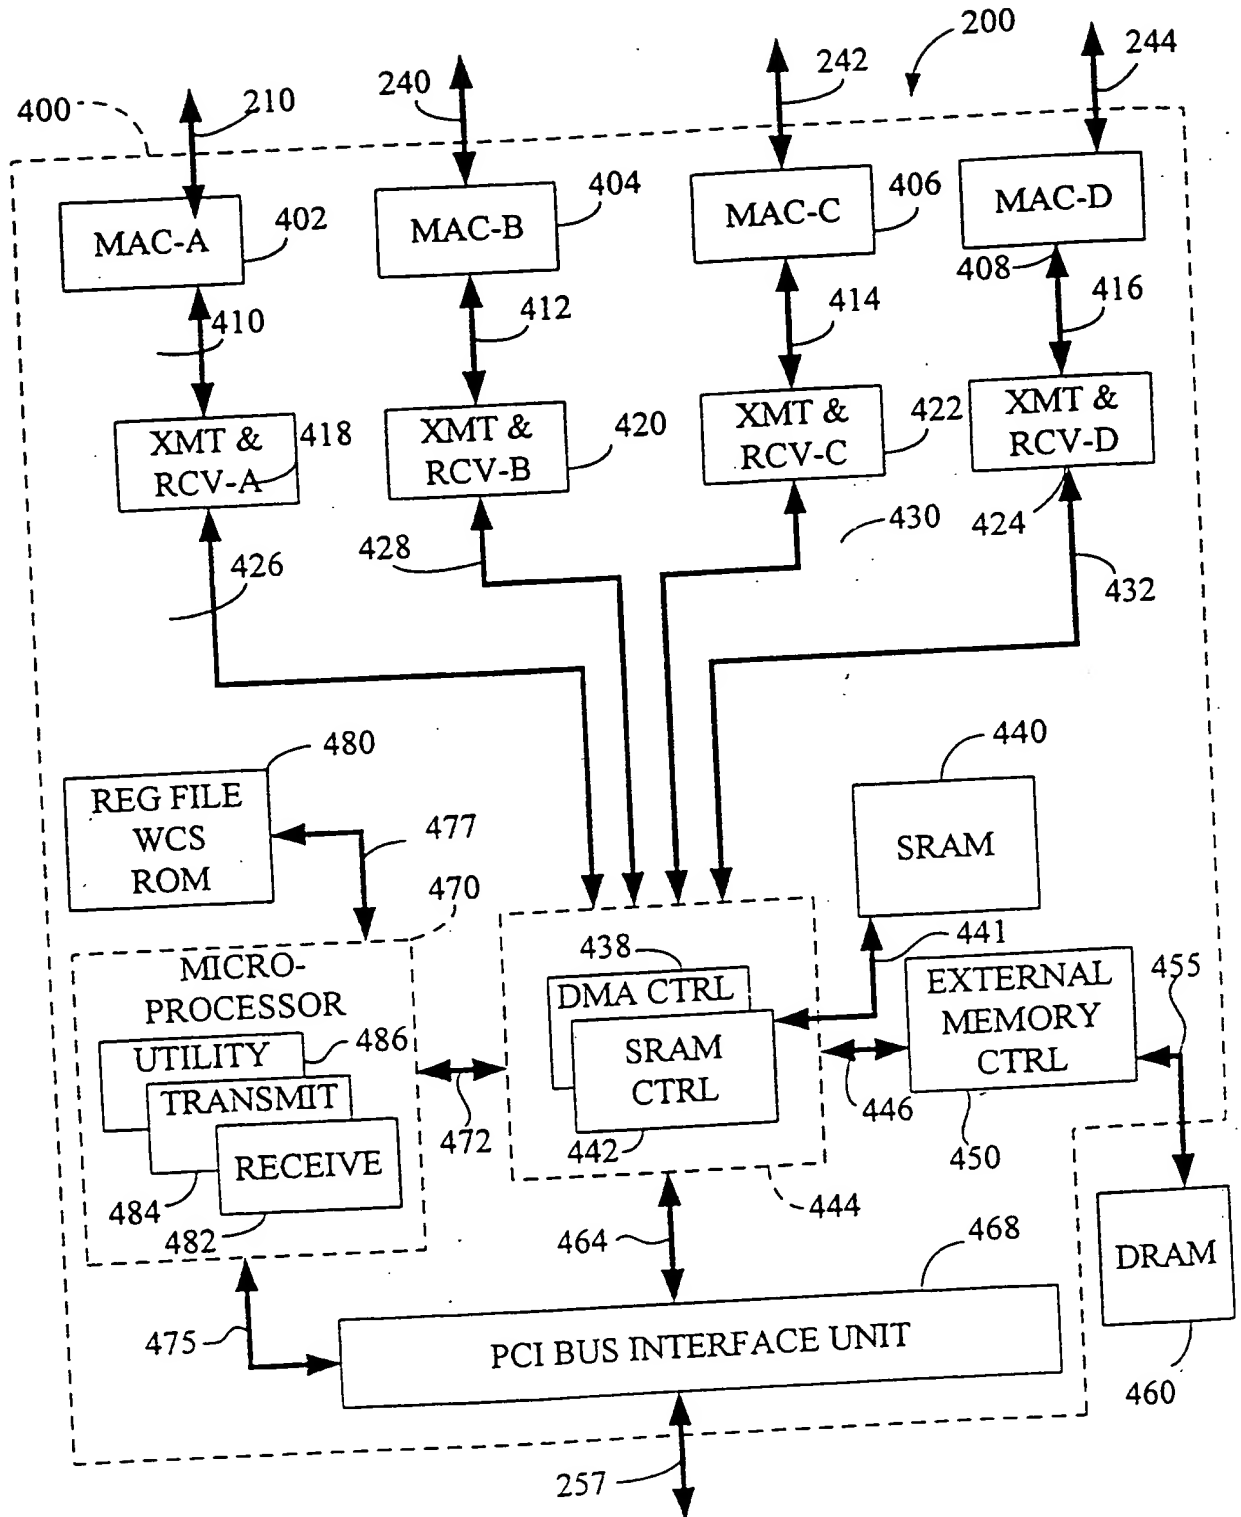 200
210
240
242
244
400
MAC-A
402
MAC-B
404
MAC-C
406
MAC-D
408
410
412
414
416
XMT &
RCV-A
418
XMT &
RCV-B
420
XMT &
RCV-C
422
XMT &
RCV-D
424
426
428
430
432
480
REG FILE
WCS
ROM
477
440
SRAM
441
470
MICRO-
PROCESSOR
UTILITY
486
TRANSMIT
RECEIVE
484
482
472
438
DMA CTRL
SRAM
CTRL
442
444
446
EXTERNAL
MEMORY
CTRL
450
455
DRAM
460
464
468
475
PCI BUS INTERFACE UNIT
257